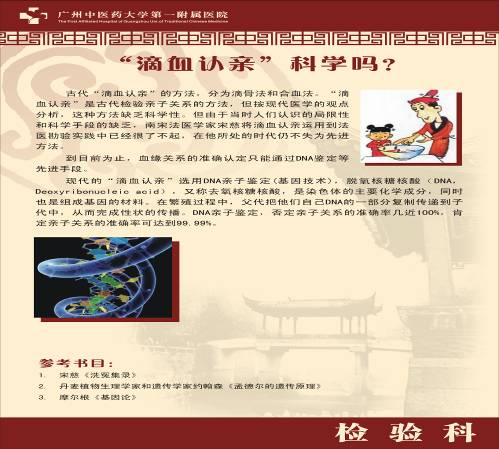 广州中医药大学第一附属医院
The First Affiliated Hospital of Guangzhou Uni. of Traditional Chinese Medicine
“滴血认亲”科学吗?
古代“滴血认亲”的方法,分为滴骨法和合血法。“滴
血认亲”是古代检验亲子关系的方法,但按现代医学的观点
分析,这种方法缺乏科学性。但由于当时人们认识的局限性
和科学手段的缺乏,南宋法医学家宋慈将滴血认亲运用到法
医勘验实践中已经很了不起,在他所处的时代仍不失为先进
方法。
到目前为止,血缘关系的准确认定只能通过DNA鉴定等
先进手段。
现代的“滴血认亲”选用DNA亲子鉴定(基因技术),脱氧核糖核酸(DNA,
Deoxyribonucleic acid),又称去氧核糖核酸,是染色体的主要化学成分,同时
也是组成基因的材料。在繁殖过程中,父代把他们自己DNA的一部分复制传递到子
代中,从而完成性状的传播。DNA亲子鉴定,否定亲子关系的准确率几近100%,肯
定亲子关系的准确率可达到99.99%。
参考书目:
1. 宋慈《洗冤集录》
2. 丹麦植物生理学家和遗传学家约翰森《孟德尔的遗传原理》
3. 摩尔根《基因论》
检验科